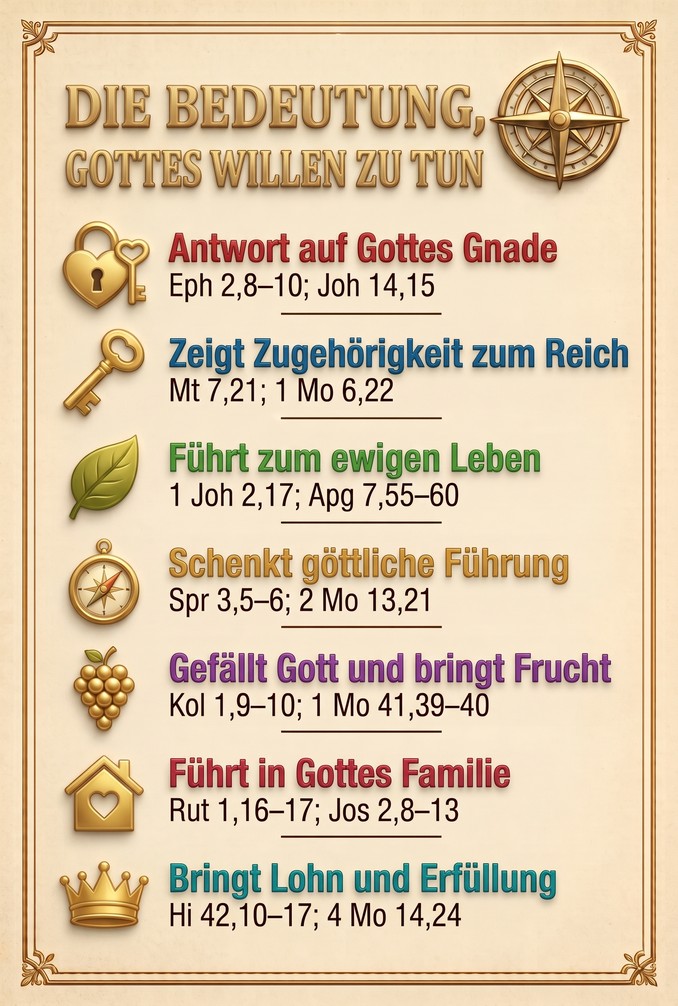 DIE BEDEUTUNG,
GOTTES WILLEN ZU TUN
Antwort auf Gottes Gnade
Eph 2,8–10; Joh 14,15
Zeigt Zugehörigkeit zum Reich
Mt 7,21; 1 Mo 6,22
Führt zum ewigen Leben
1 Joh 2,17; Apg 7,55–60
Schenkt göttliche Führung
Spr 3,5–6; 2 Mo 13,21
Gefällt Gott und bringt Frucht
Kol 1,9–10; 1 Mo 41,39–40
Führt in Gottes Familie
Rut 1,16–17; Jos 2,8–13
Bringt Lohn und Erfüllung
Hi 42,10–17; 4 Mo 14,24